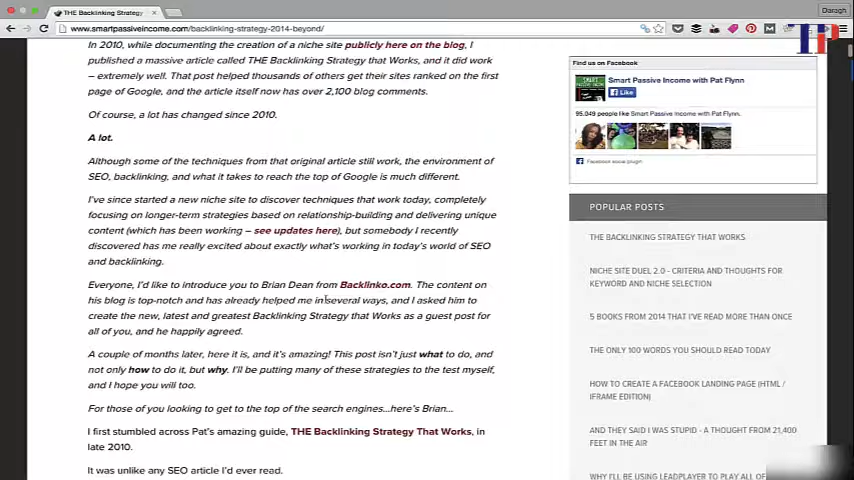 THE Backlinking Strategy
Daragh
www.smartpassiveincome.com/backlinking-strategy-2014-beyond/
In 2010, while documenting the creation of a niche site publicly here on the blog, I
published a massive article called THE Backlinking Strategy that Works, and it did work
– extremely well. That post helped thousands of others get their sites ranked on the first
page of Google, and the article itself now has over 2,100 blog comments.
Of course, a lot has changed since 2010.
A lot.
Although some of the techniques from that original article still work, the environment of
SEO, backlinking, and what it takes to reach the top of Google is much different.
I've since started a new niche site to discover techniques that work today, completely
focusing on longer-term strategies based on relationship-building and delivering unique
content (which has been working – see updates here), but somebody I recently
discovered has me really excited about exactly what's working in today's world of SEO
and backlinking.
Everyone, I'd like to introduce you to Brian Dean from Backlinko.com. The content on
his blog is top-notch and has already helped me in several ways, and I asked him to
create the new, latest and greatest Backlinking Strategy that Works as a guest post for
all of you, and he happily agreed.
A couple of months later, here it is, and it's amazing! This post isn't just what to do, and
not only how to do it, but why. I'll be putting many of these strategies to the test myself,
and I hope you will too.
For those of you looking to get to the top of the search engines...here's Brian...
I first stumbled across Pat's amazing guide, THE Backlinking Strategy That Works, in
late 2010.
It was unlike any SEO article I'd ever read.
Find us on Facebook
Smart Passive Income with Pat Flynn
Like
95,049 people like Smart Passive Income with Pat Flynn.
Facebook social plugin
POPULAR POSTS
THE BACKLINKING STRATEGY THAT WORKS
NICHE SITE DUEL 2.0 - CRITERIA AND THOUGHTS FOR
KEYWORD AND NICHE SELECTION
5 BOOKS FROM 2014 THAT I'VE READ MORE THAN ONCE
THE ONLY 100 WORDS YOU SHOULD READ TODAY
HOW TO CREATE A FACEBOOK LANDING PAGE (HTML /
IFRAME EDITION)
AND THEY SAID I WAS STUPID - A THOUGHT FROM 21,400
FEET IN THE AIR
WHY I'LL BE USING LEADPLAYER TO PLAY ALL OF